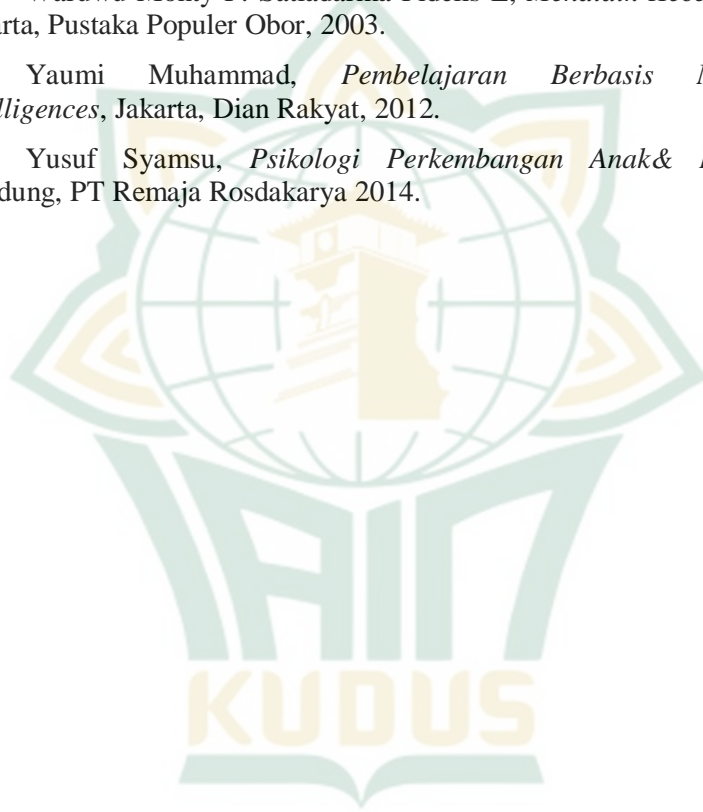 arta, Pustaka Populer Obor, 2003.
Yaumi Muhammad, Pembelajaran Berbasis
lligences, Jakarta, Dian Rakyat, 2012.
Yusuf Syamsu, Psikologi Perkembangan Anak&
dung, PT Remaja Rosdakarya 2014.
IAIN
KUDUS